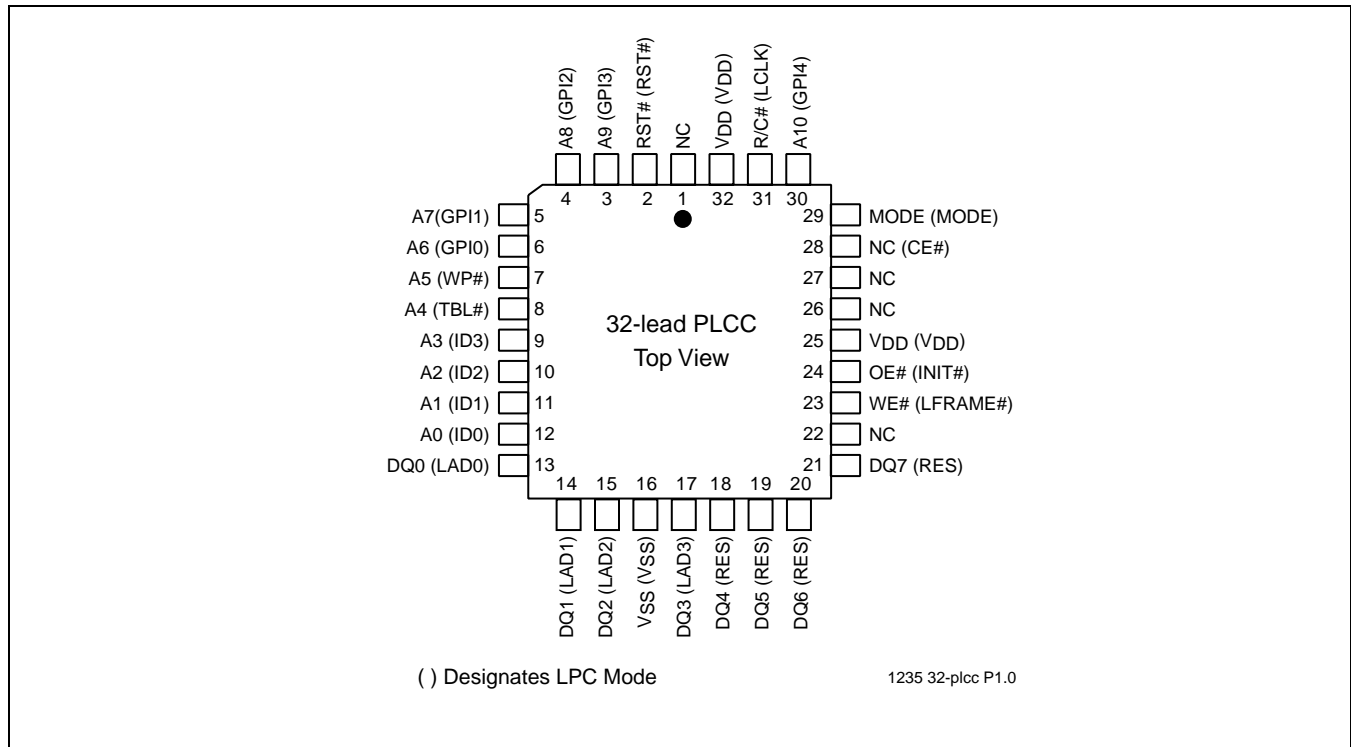 A8 (GPI2)
A9 (GPI3)
RST# (RST#)
NC
VDD (VDD)
R/C# (LCLK)
A10 (GPI4)
4 3 2 1 32 31 30
A7(GPI1) 5
A6 (GPI0) 6
A5 (WP#) 7
A4 (TBL#) 8
A3 (ID3) 9
A2 (ID2) 10
A1 (ID1) 11
A0 (ID0) 12
DQ0 (LAD0) 13
32-lead PLCC
Top View
29 MODE (MODE)
28 NC (CE#)
27 NC
26 NC
25 VDD (VDD)
24 OE# (INIT#)
23 WE# (LFRAME#)
22 NC
21 DQ7 (RES)
14 15 16 17 18 19 20
DQ1 (LAD1)
DQ2 (LAD2)
VSS (VSS)
DQ3 (LAD3)
DQ4 (RES)
DQ5 (RES)
DQ6 (RES)
( ) Designates LPC Mode
1235 32-plcc P1.0